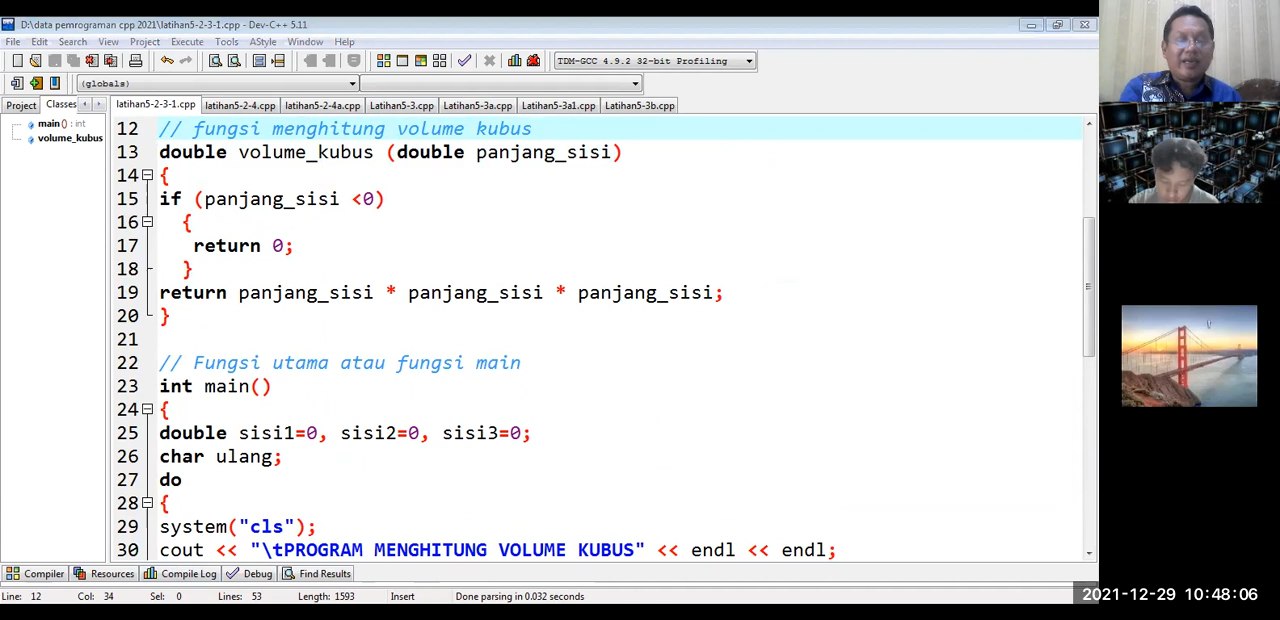 D:\data pemrograman cpp 2021\latihan5-2-3-1.cpp - Dev-C++ 5.11
File Edit Search View Project Execute Tools AStyle Window Help
TDM-GCC 4.9.2 32-bit Profiling
(globals)
Project Classes latihan5-2-3-1.cpp latihan5-2-4.cpp latihan5-2-4a.cpp Latihan5-3.cpp Latihan5-3a.cpp Latihan5-3a1.cpp Latihan5-3b.cpp
main() : int
volume_kubus
12 // fungsi menghitung volume kubus
13 double volume_kubus (double panjang_sisi)
14 {
15 if (panjang_sisi <0)
16 {
17 return 0;
18 }
19 return panjang_sisi * panjang_sisi * panjang_sisi;
20 }
21
22 // Fungsi utama atau fungsi main
23 int main()
24 {
25 double sisi1=0, sisi2=0, sisi3=0;
26 char ulang;
27 do
28 {
29 system("cls");
30 cout << "\tPROGRAM MENGHITUNG VOLUME KUBUS" << endl << endl;
Compiler Resources Compile Log Debug Find Results
Line: 12 Col: 34 Sel: 0 Lines: 53 Length: 1593 Insert Done parsing in 0.032 seconds
2021-12-29 10:48:06